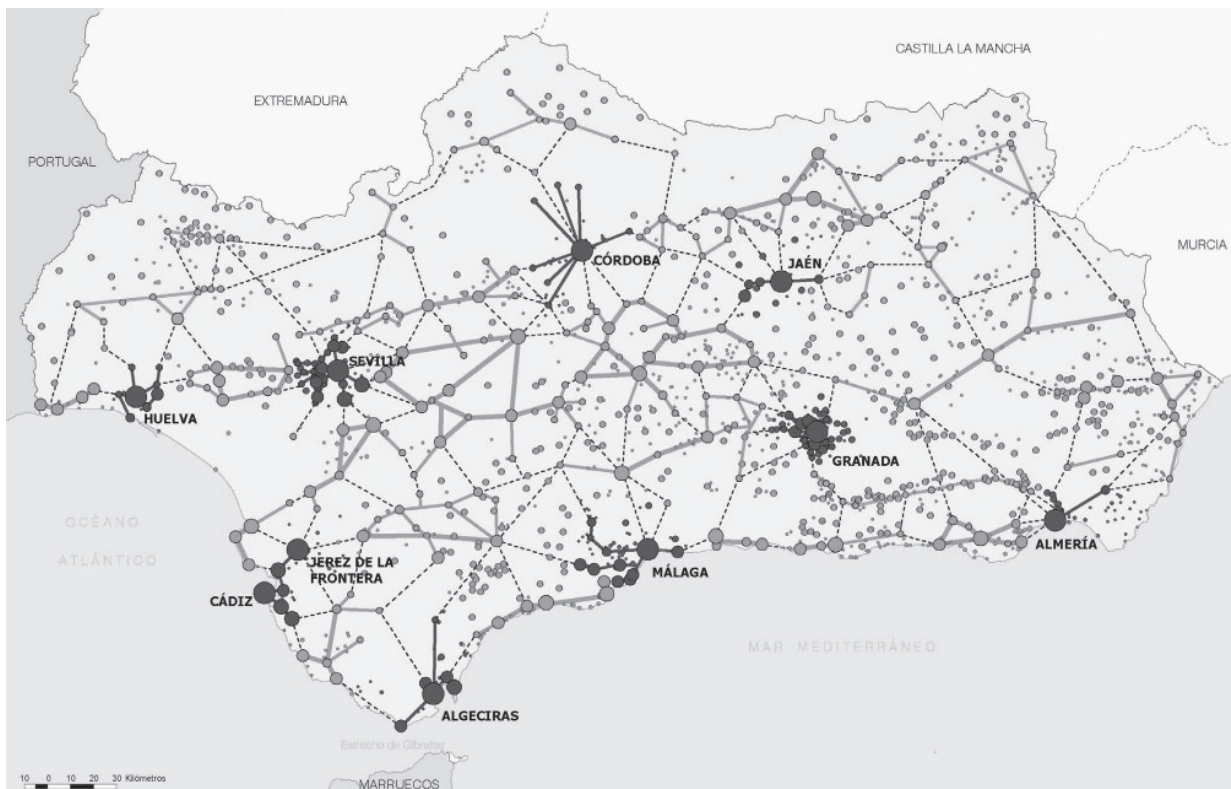 CASTILLA LA MANCHA
EXTREMADURA
PORTUGAL
MURCIA
CÓRDOBA
JAÉN
SEVILLA
HUELVA
GRANADA
OCÉANO
ATLÁNTICO
ALMERÍA
JEREZ DE LA
FRONTERA
MÁLAGA
CÁDIZ
MAR MEDITERRÁNEO
ALGECIRAS
Estrecho de Gibraltar
10 0 10 20 30 Kilómetros
MARRUECOS